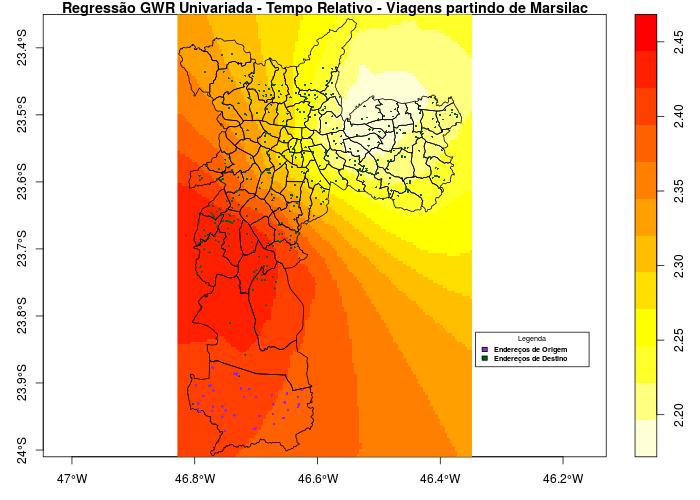 Regressão GWR Univariada - Tempo Relativo - Viagens partindo de Marsilac
23.4°S
23.5°S
23.6°S
23.7°S
23.8°S
23.9°S
24°S
47°W
46.8°W
46.6°W
46.4°W
46.2°W
Legenda
Endereços de Origem
Endereços de Destino
2.45
2.40
2.35
2.30
2.25
2.20